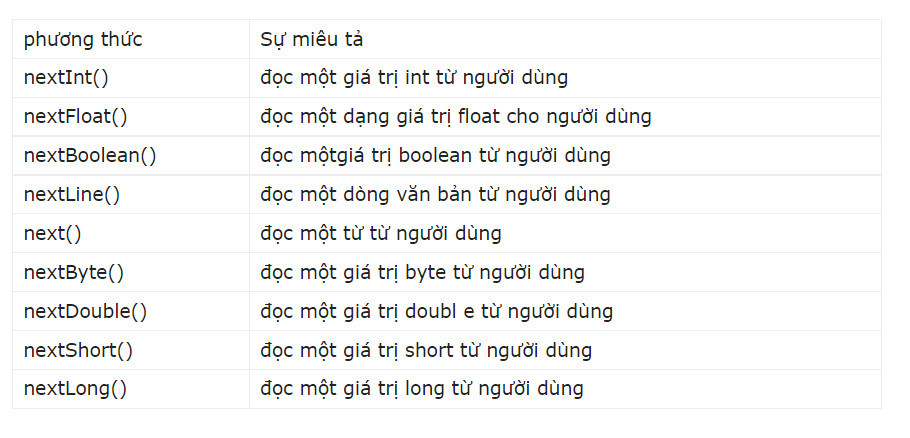 phương thức Sự miêu tả
nextInt() đọc một giá trị int từ người dùng
nextFloat() đọc một dạng giá trị float cho người dùng
nextBoolean() đọc mộtgiá trị boolean từ người dùng
nextLine() đọc một dòng văn bản từ người dùng
next() đọc một từ từ người dùng
nextByte() đọc một giá trị byte từ người dùng
nextDouble() đọc một giá trị doubl e từ người dùng
nextShort() đọc một giá trị short từ người dùng
nextLong() đọc một giá trị long từ người dùng